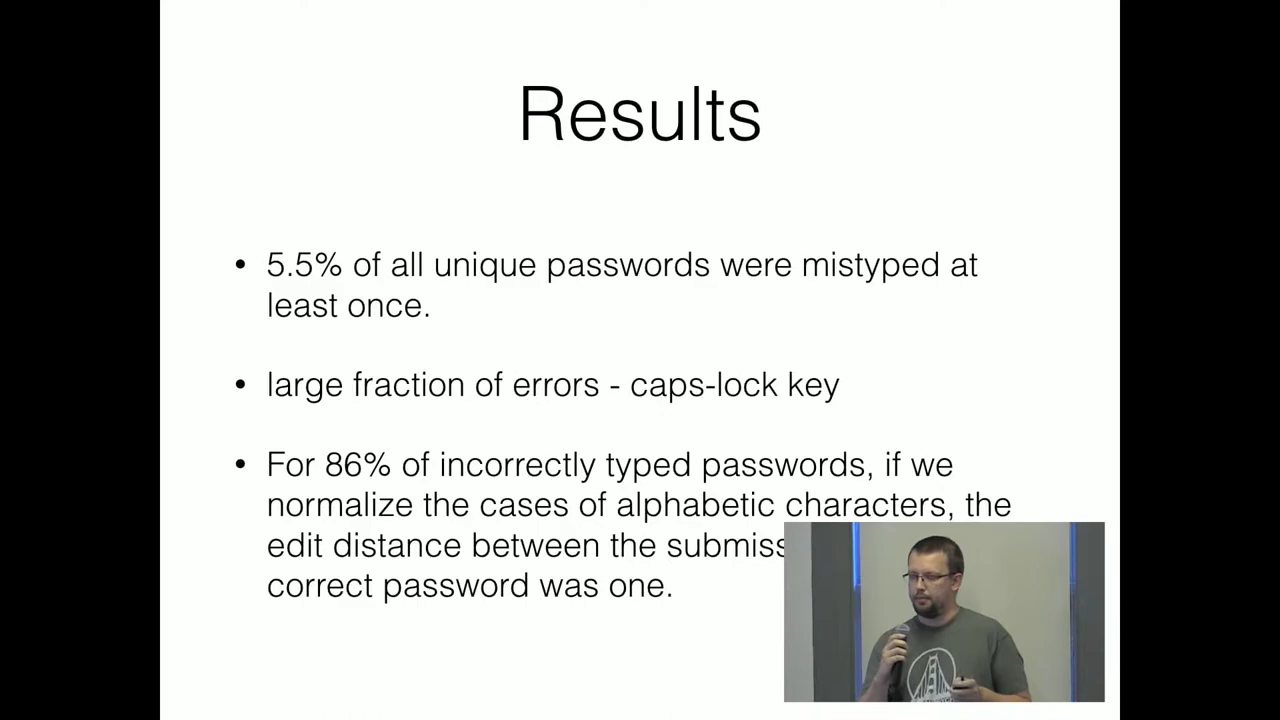 Results
• 5.5% of all unique passwords were mistyped at
least once.
• large fraction of errors - caps-lock key
• For 86% of incorrectly typed passwords, if we
normalize the cases of alphabetic characters, the
edit distance between the
correct password was one.